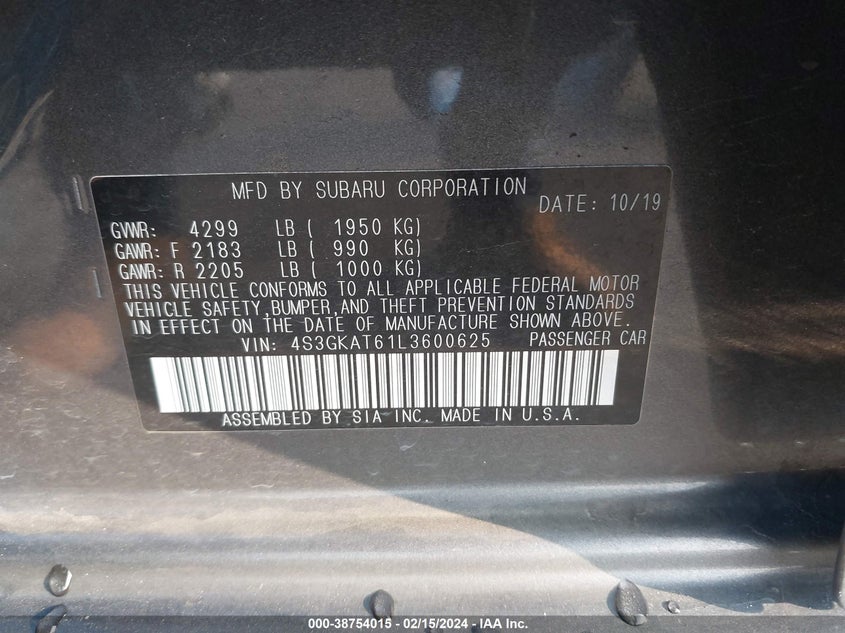 MFD BY SUBARU CORPORATION DATE: 10/19
GVWR: 4299 LB ( 1950 KG)
GAWR: F 2183 LB ( 990 KG)
GAWR: R 2205 LB ( 1000 KG)
THIS VEHICLE CONFORMS TO ALL APPLICABLE FEDERAL MOTOR
VEHICLE SAFETY, BUMPER, AND THEFT PREVENTION STANDARDS
IN EFFECT ON THE DATE OF MANUFACTURE SHOWN ABOVE.
VIN: 4S3GKAT61L3600625 PASSENGER CAR
ASSEMBLED BY SIA INC. MADE IN U.S.A.
000-38754015 - 02/15/2024 - IAA Inc.